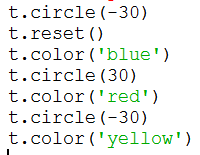 t.circle(-30)
t.reset()
t.color('blue')
t.circle(30)
t.color('red')
t.circle(-30)
t.color('yellow')